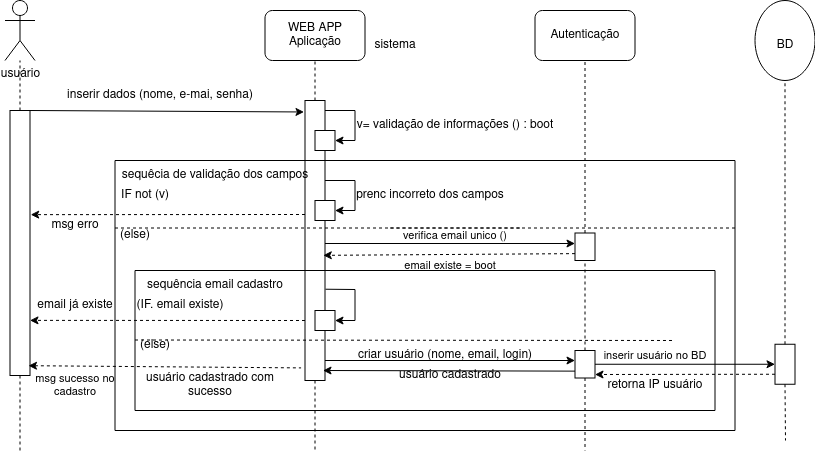 WEB APP
Aplicação
sistema
Autenticação
BD
usuário
inserir dados (nome, e-mai, senha)
v= validação de informações () : boot
sequêcia de validação dos campos
IF not (v)
prenc incorreto dos campos
msg erro
(else)
verifica email unico ()
email existe = boot
sequência email cadastro
email já existe
(IF. email existe)
(else)
criar usuário (nome, email, login)
inserir usuário no BD
usuário cadastrado
retorna IP usuário
msg sucesso no
cadastro
usuário cadastrado com
sucesso